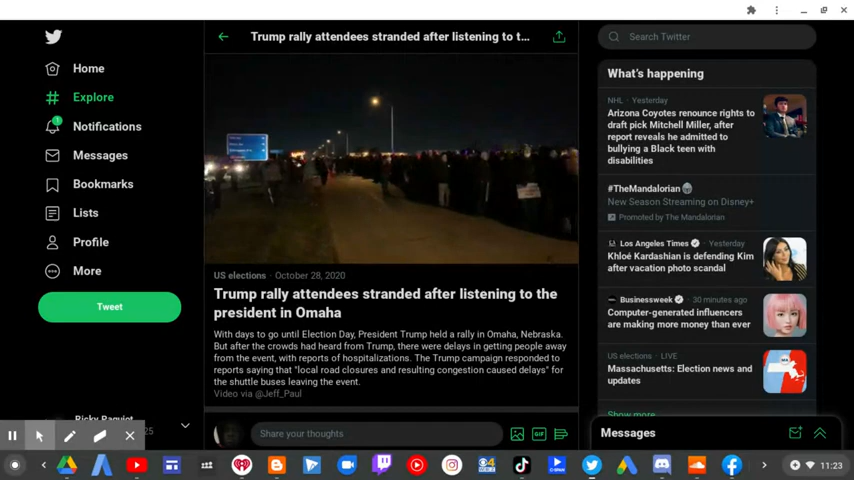 Trump rally attendees stranded after listening to t...
Search Twitter
Home
Explore
1
Notifications
Messages
Bookmarks
Lists
Profile
More
Tweet
US elections · October 28, 2020
Trump rally attendees stranded after listening to the
president in Omaha
With days to go until Election Day, President Trump held a rally in Omaha, Nebraska.
But after the crowds had heard from Trump, there were delays in getting people away
from the event, with reports of hospitalizations. The Trump campaign responded to
reports saying that "local road closures and resulting congestion caused delays" for
the shuttle buses leaving the event.
Video via @Jeff_Paul
Share your thoughts
GIF
What's happening
NHL · Yesterday
Arizona Coyotes renounce rights to
draft pick Mitchell Miller, after
report reveals he admitted to
bullying a Black teen with
disabilities
#TheMandalorian
New Season Streaming on Disney+
Promoted by The Mandalorian
Los Angeles Times · Yesterday
Khloé Kardashian is defending Kim
after vacation photo scandal
Businessweek · 30 minutes ago
Computer-generated influencers
are making more money than ever
US elections · LIVE
Massachusetts: Election news and
updates
Show more
Messages
11:23